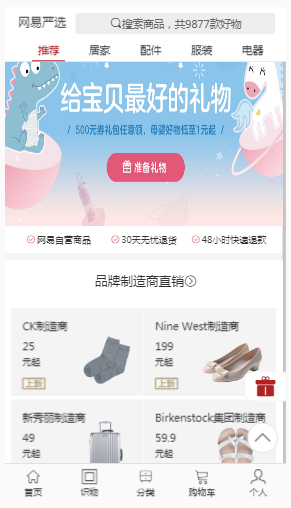 网易严选
搜索商品，共9877款好物
推荐 居家 配件 服装 电器
给宝贝最好的礼物
/ 500元券礼包任意领，母婴好物低至1元起 /
准备礼物
网易自营商品 30天无忧退货 48小时快速退款
品牌制造商直销
CK制造商
25
元起
上新
Nine West制造商
199
元起
上新
新秀丽制造商
49
元起
Birkenstock集团制造商
59.9
元起
首页 识物 分类 购物车 个人